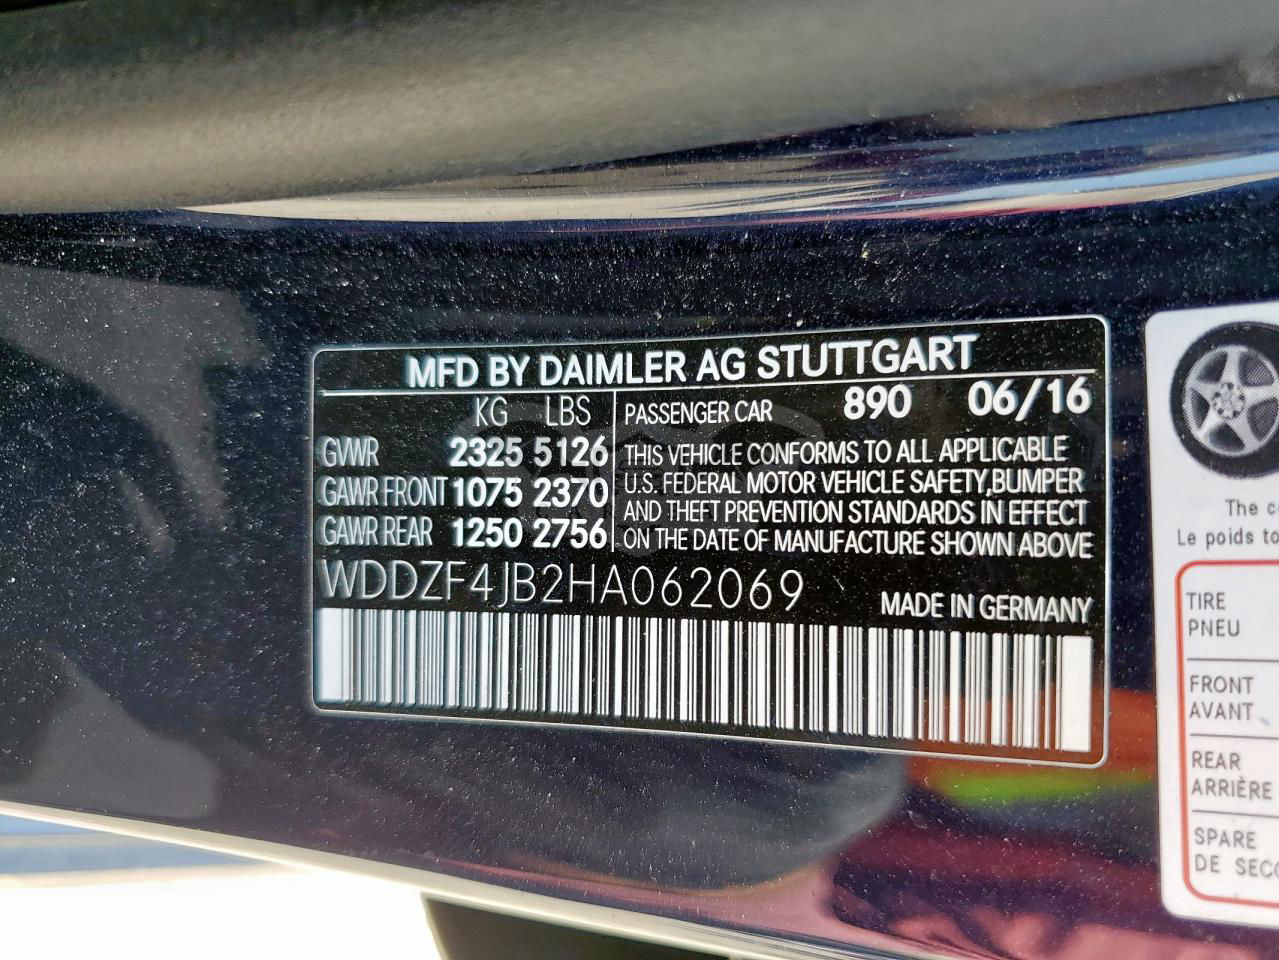 MFD BY DAIMLER AG STUTTGART
KG LBS
GVWR 2325 5126
GAWR FRONT 1075 2370
GAWR REAR 1250 2756
PASSENGER CAR 890 06/16
THIS VEHICLE CONFORMS TO ALL APPLICABLE
U.S. FEDERAL MOTOR VEHICLE SAFETY, BUMPER
AND THEFT PREVENTION STANDARDS IN EFFECT
ON THE DATE OF MANUFACTURE SHOWN ABOVE
WDDZF4JB2HA062069
MADE IN GERMANY
The
Le poids
TIRE
PNEU
FRONT
AVANT
REAR
ARRIÈRE
SPARE
DE